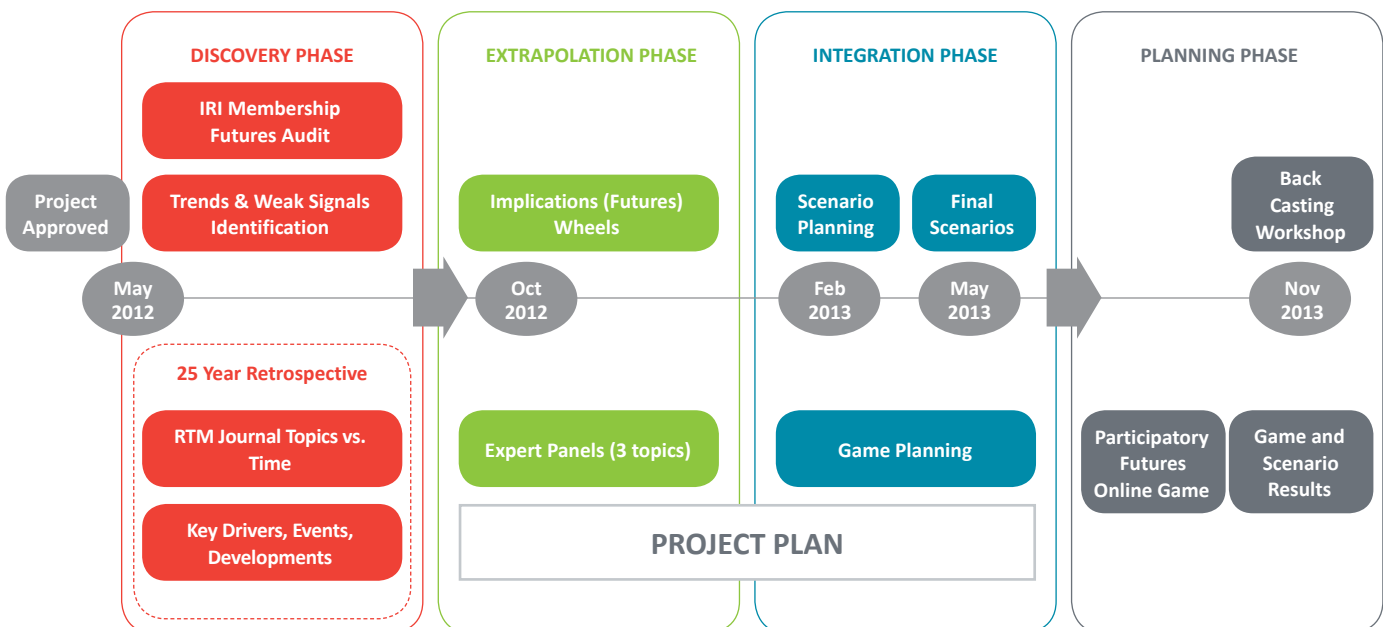 DISCOVERY PHASE
EXTRAPOLATION PHASE
INTEGRATION PHASE
PLANNING PHASE
IRI Membership
Futures Audit
Project
Approved
Trends & Weak Signals
Identification
Implications (Futures)
Wheels
Scenario
Planning
Final
Scenarios
Back
Casting
Workshop
May
2012
Oct
2012
Feb
2013
May
2013
Nov
2013
25 Year Retrospective
RTM Journal Topics vs.
Time
Key Drivers, Events,
Developments
Expert Panels (3 topics)
Game Planning
Participatory
Futures
Online Game
Game and
Scenario
Results
PROJECT PLAN